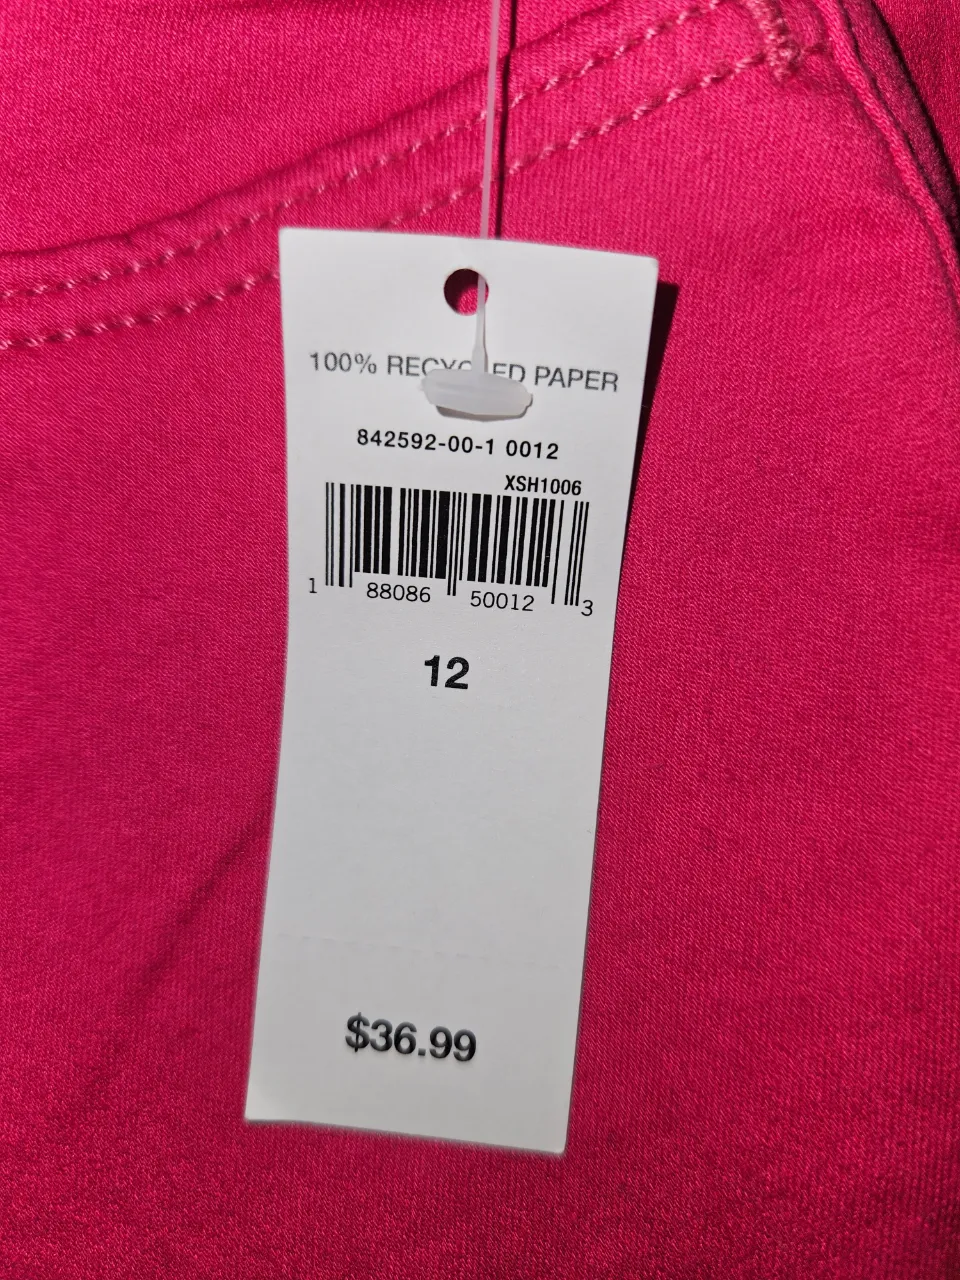 100% RECYCLED PAPER
842592-00-1 0012
XSH1006
1 88086 50012 3
12
$36.99